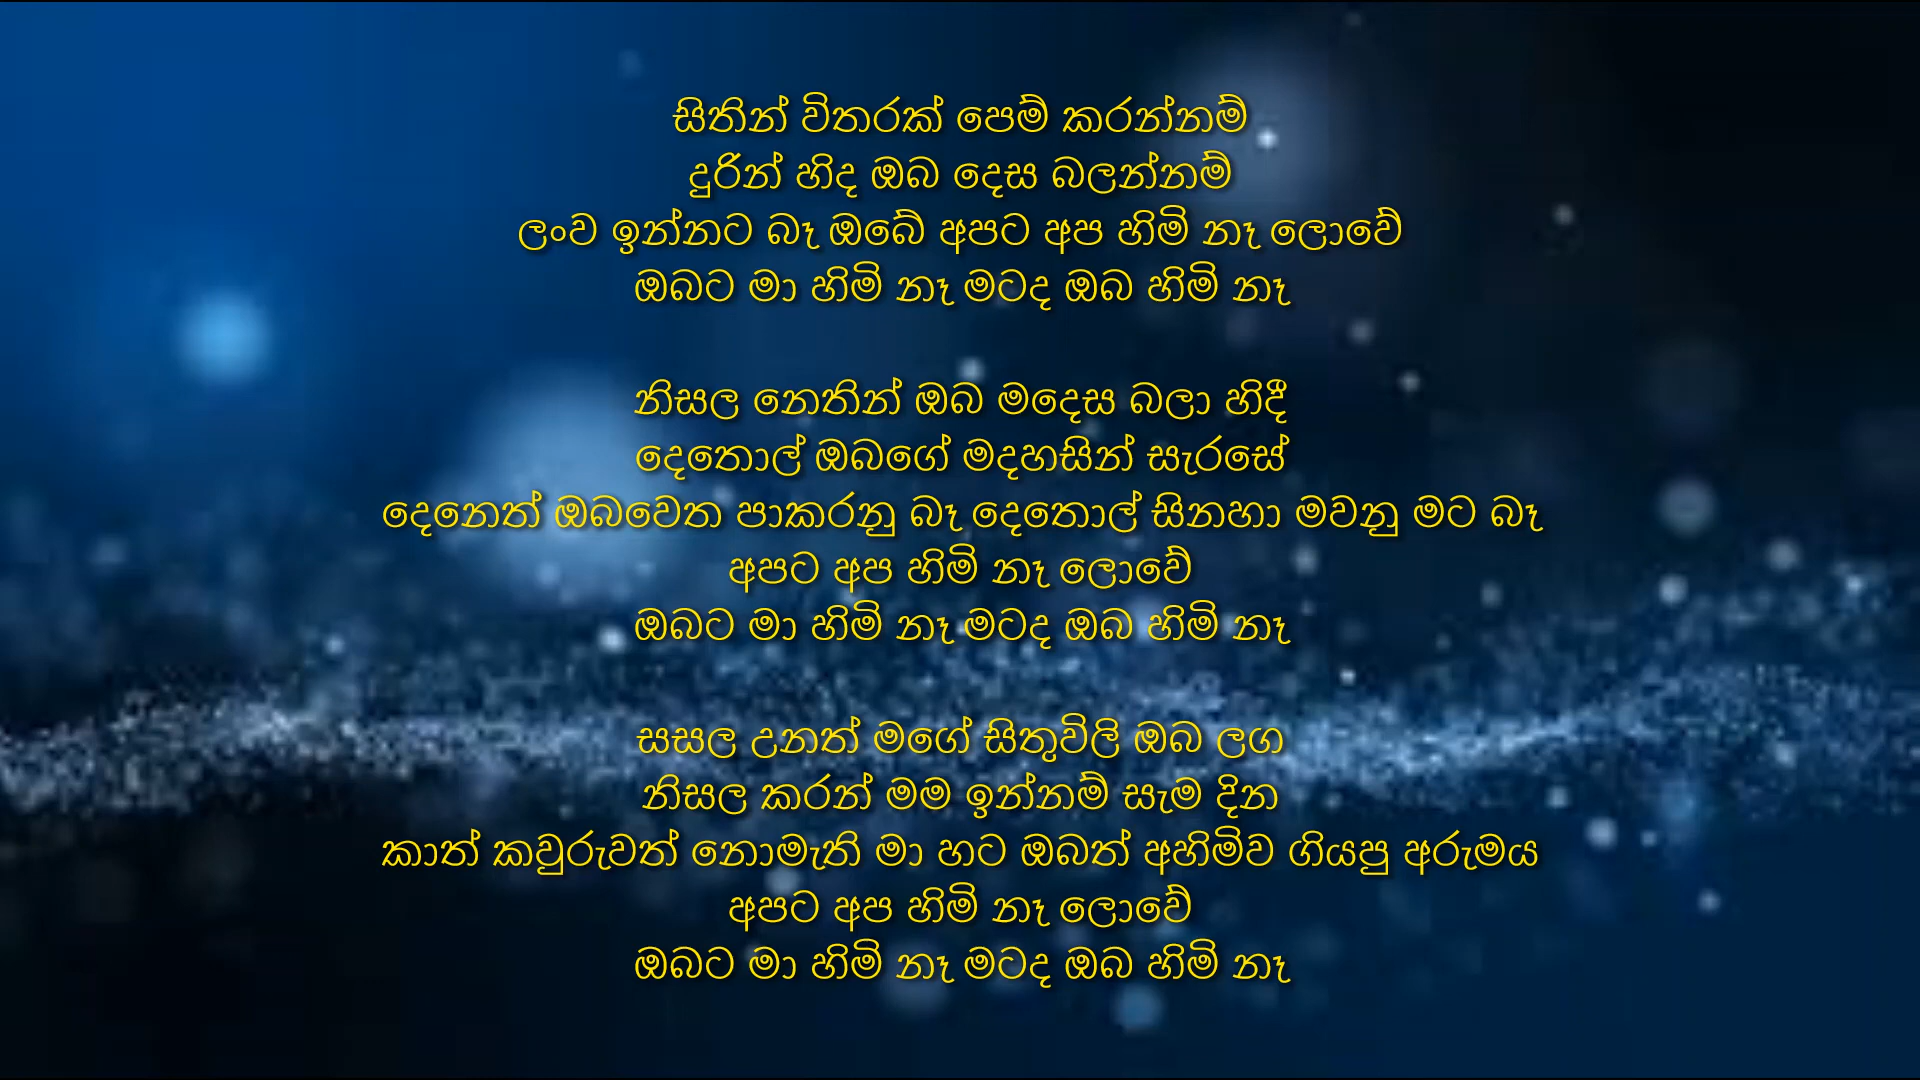 සිතින් විතරක් පෙම් කරන්නම්
දුරින් හිද ඔබ දෙස බලන්නම්
ලංව ඉන්නට බෑ ඔබේ අපට අප හිමි නෑ ලොවේ
ඔබට මා හිමි නෑ මටද ඔබ හිමි නෑ
නිසල නෙතින් ඔබ මදෙස බලා හිදී
දෙතොල් ඔබගේ මදහසින් සැරසේ
දෙනෙත් ඔබවෙත පාකරනු බෑ දෙතොල් සිනහා මවනු මට බෑ
අපට අප හිමි නෑ ලොවේ
ඔබට මා හිමි නෑ මටද ඔබ හිමි නෑ
සසල උනත් මගේ සිතුවිලි ඔබ ලග
නිසල කරන් මම ඉන්නම් සැම දින
කාත් කවුරුවත් නොමැති මා හට ඔබත් අහිමිව ගියපු අරුමය
අපට අප හිමි නෑ ලොවේ
ඔබට මා හිමි නෑ මටද ඔබ හිමි නෑ